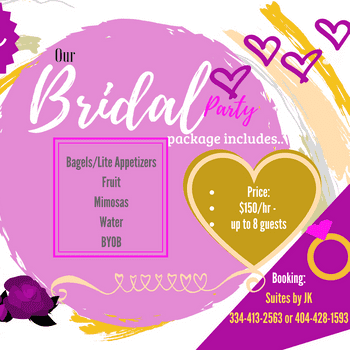 Our
Bridal
Party
package includes..
Bagels/Lite Appetizers
Fruit
Mimosas
Water
BYOB
• Price:
• $150/hr -
• up to 8 guests
Booking:
Suites by JK
334-413-2563 or 404-428-1593